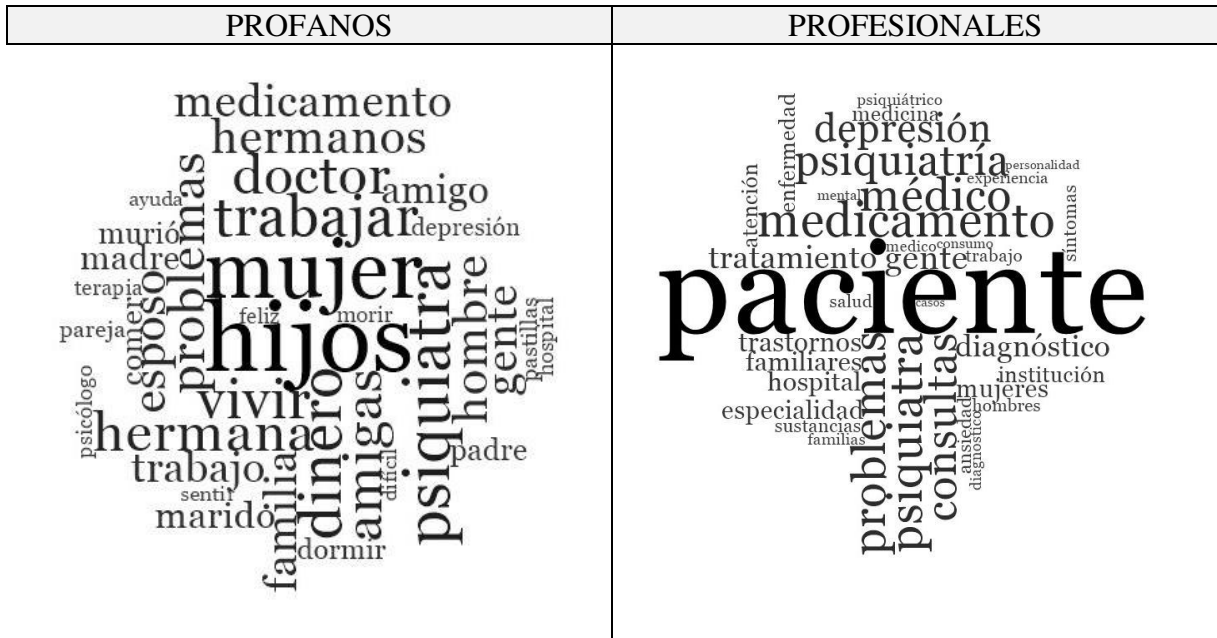 PROFANOS
PROFESIONALES
medicamento
hermanos
doctor
amigo
ayuda
trabajar
depresión
problemas
murió
madre
mujer
terapia
esposo
feliz
morir
psiquiatra
hombre
gente
pastillas
hospital
pareja
comer
hijos
vivir
dinero
amigas
psicólogo
hermana
padre
trabajo
difícil
sentir
familia
marido
dormir
psiquiátrico
medicina
enfermedad
depresión
psiquiatría
personalidad
experiencia
atención
mental
médico
síntomas
medicamento
medico
consumo
tratamiento
gente
trabajo
paciente
salud
casos
trastornos
problemas
psiquiatra
consultas
diagnóstico
familiares
institución
hospital
mujeres
especialidad
ansiedad
hombres
sustancias
diagnostico
familias